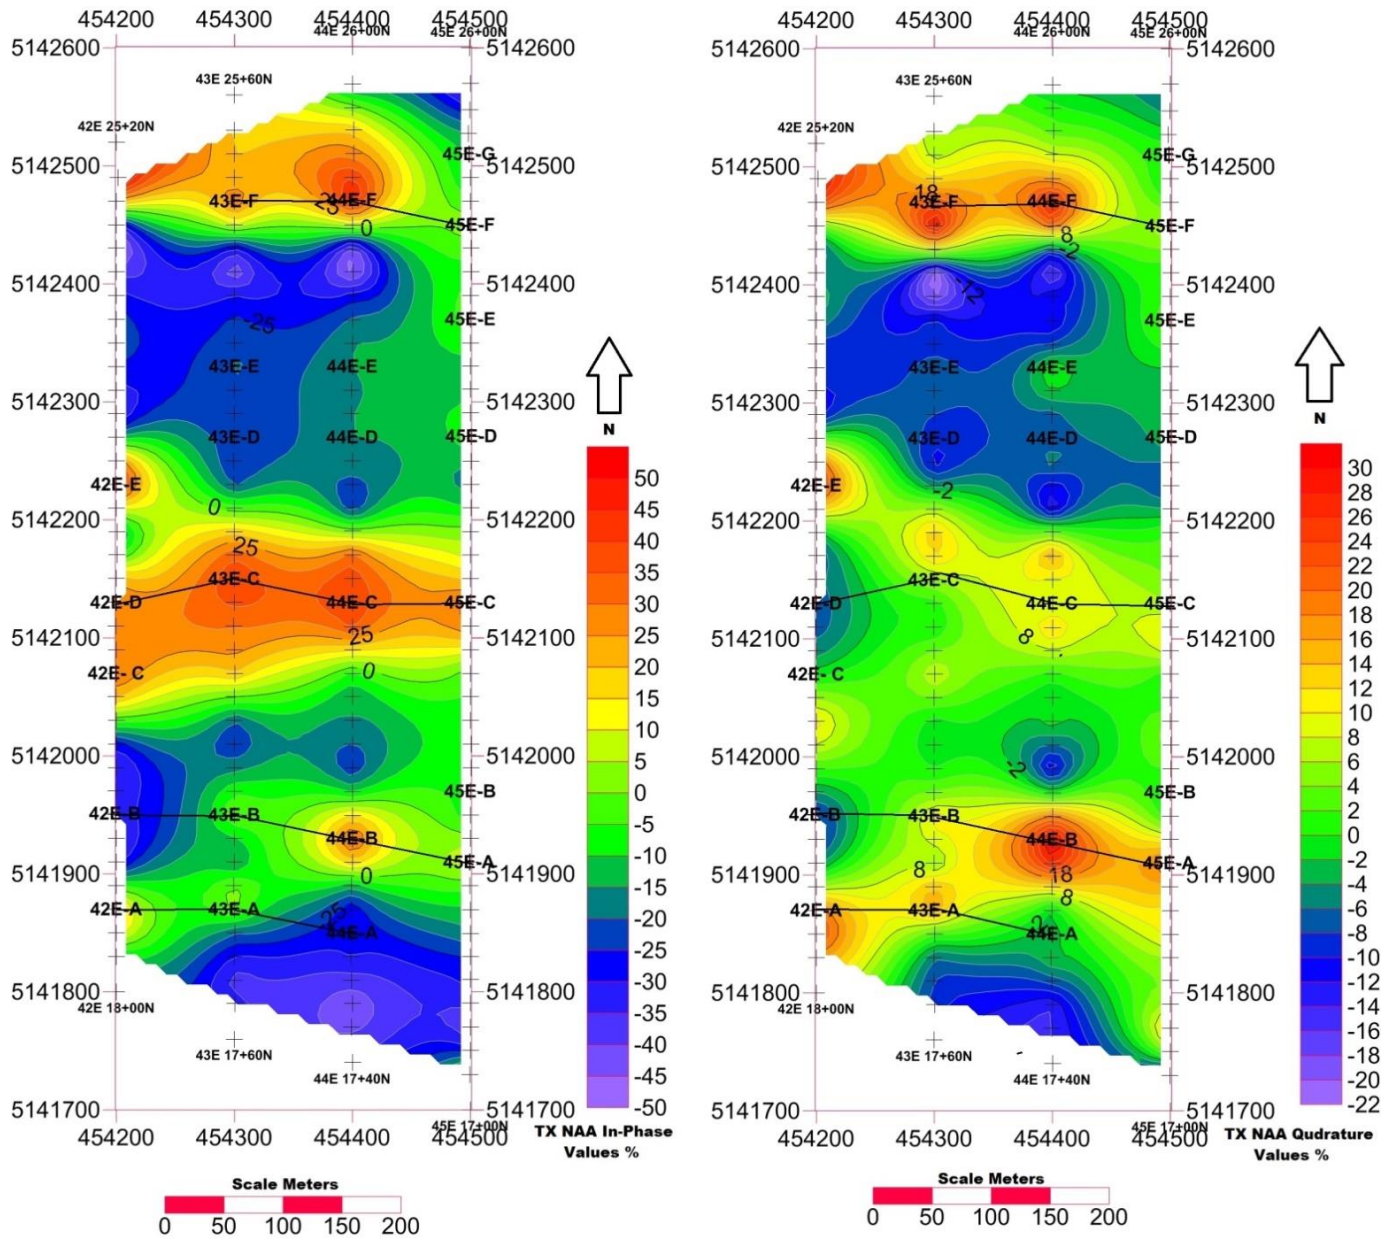 454200 454300 454400 454500
44E 26+00N 45E 26+00N
5142600 5142600
43E 25+60N
42E 25+20N
5142500 45E-G 5142500
43E-F 25 44E-F
45E-F
0
5142400 5142400
-25 45E-E
43E-E 44E-E
5142300 5142300
43E-D 44E-D 45E-D
42E-E
0
5142200 5142200
25
43E-C
42E-D 44E-C 45E-C
5142100 25 5142100
42E- C 0
5142000 5142000
45E-B
42E-B 43E-B
44E-B
45E-A
5141900 0 5141900
42E-A 43E-A -25
44E-A
5141800 5141800
42E 18+00N
43E 17+60N
44E 17+40N
5141700 5141700
45E 17+00N
454200 454300 454400 454500
N
50
45
40
35
30
25
20
15
10
5
0
-5
-10
-15
-20
-25
-30
-35
-40
-45
-50
TX NAA In-Phase
Values %
Scale Meters
0 50 100 150 200
454200 454300 454400 454500
44E 26+00N 45E 26+00N
5142600 5142600
43E 25+60N
42E 25+20N
5142500 45E-G 5142500
18
43E-F 44E-F
45E-F
8
-2
5142400 -12 5142400
45E-E
43E-E 44E-E
5142300 5142300
43E-D 44E-D 45E-D
42E-E -2
5142200 5142200
43E-C
42E-D 44E-C 45E-C
5142100 8 5142100
42E- C
5142000 -2 5142000
45E-B
42E-B 43E-B
44E-B
45E-A
5141900 8 18 5141900
8
42E-A 43E-A
44E-A
5141800 5141800
42E 18+00N
43E 17+60N
44E 17+40N
5141700 5141700
45E 17+00N
454200 454300 454400 454500
N
30
28
26
24
22
20
18
16
14
12
10
8
6
4
2
0
-2
-4
-6
-8
-10
-12
-14
-16
-18
-20
-22
TX NAA Qudrature
Values %
Scale Meters
0 50 100 150 200